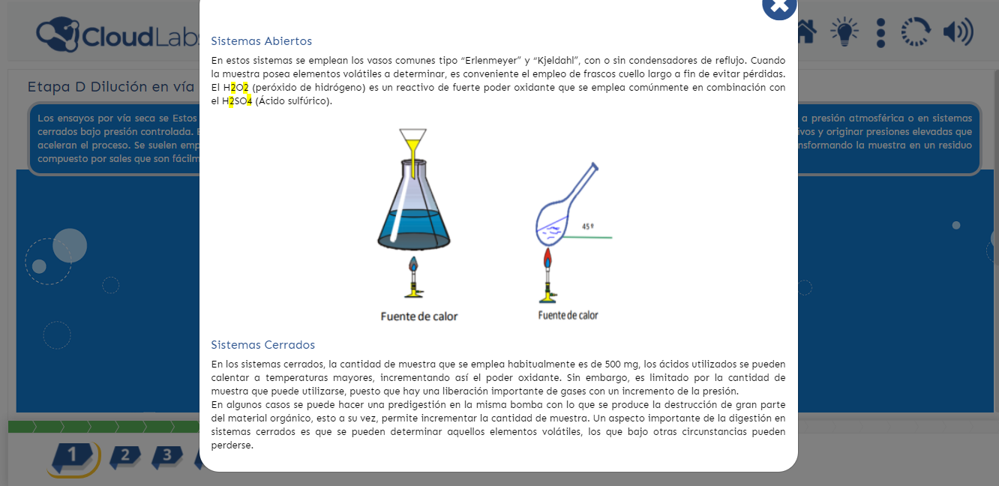 CloudLabs
Sistemas Abiertos
En estos sistemas se emplean los vasos comunes tipo “Erlenmeyer” y “Kjeldahl”, con o sin condensadores de reflujo. Cuando
la muestra posea elementos volátiles a determinar, es conveniente el empleo de frascos cuello largo a fin de evitar pérdidas.
El H2O2 (peróxido de hidrógeno) es un reactivo de fuerte poder oxidante que se emplea comúnmente en combinación con
el H2SO4 (Ácido sulfúrico).
45º
Fuente de calor
Fuente de calor
Sistemas Cerrados
En los sistemas cerrados, la cantidad de muestra que se emplea habitualmente es de 500 mg, los ácidos utilizados se pueden
calentar a temperaturas mayores, incrementando así el poder oxidante. Sin embargo, es limitado por la cantidad de
muestra que puede utilizarse, puesto que hay una liberación importante de gases con un incremento de la presión.
En algunos casos se puede hacer una predigestión en la misma bomba con lo que se produce la destrucción de gran parte
del material orgánico, esto a su vez, permite incrementar la cantidad de muestra. Un aspecto importante de la digestión en
sistemas cerrados es que se pueden determinar aquellos elementos volátiles, los que bajo otras circunstancias pueden
perderse.
Etapa D Dilución en vía
Los ensayos por vía seca se Estos
a presión atmosférica o en sistemas
cerrados bajo presión controlada.
ivos y originar presiones elevadas que
aceleran el proceso. Se suelen emp
nsformando la muestra en un residuo
compuesto por sales que son fácilm
1
2
3